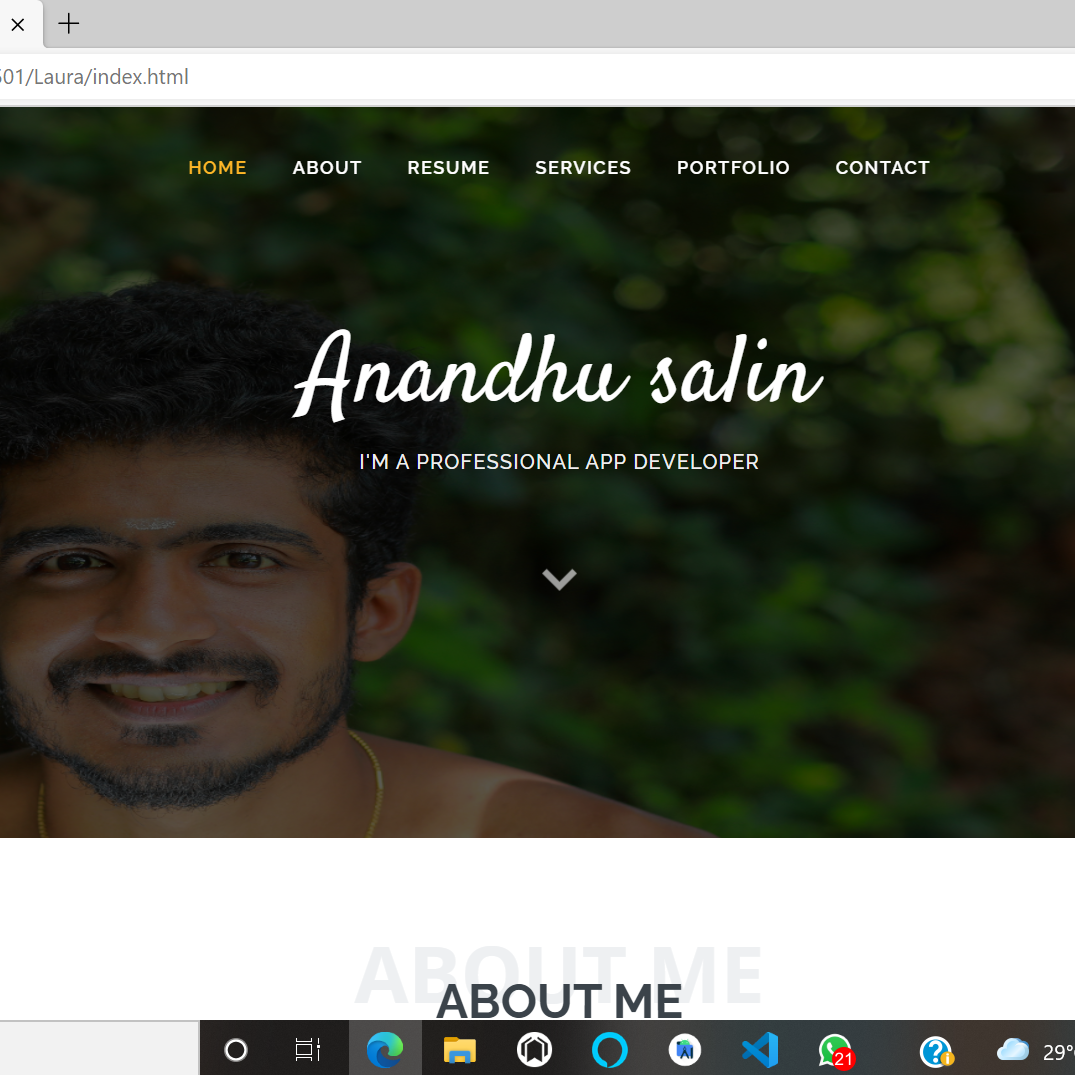 501/Laura/index.html
HOME ABOUT RESUME SERVICES PORTFOLIO CONTACT
Anandhu salin
I'M A PROFESSIONAL APP DEVELOPER
ABOUT ME
ABOUT ME
21
29°